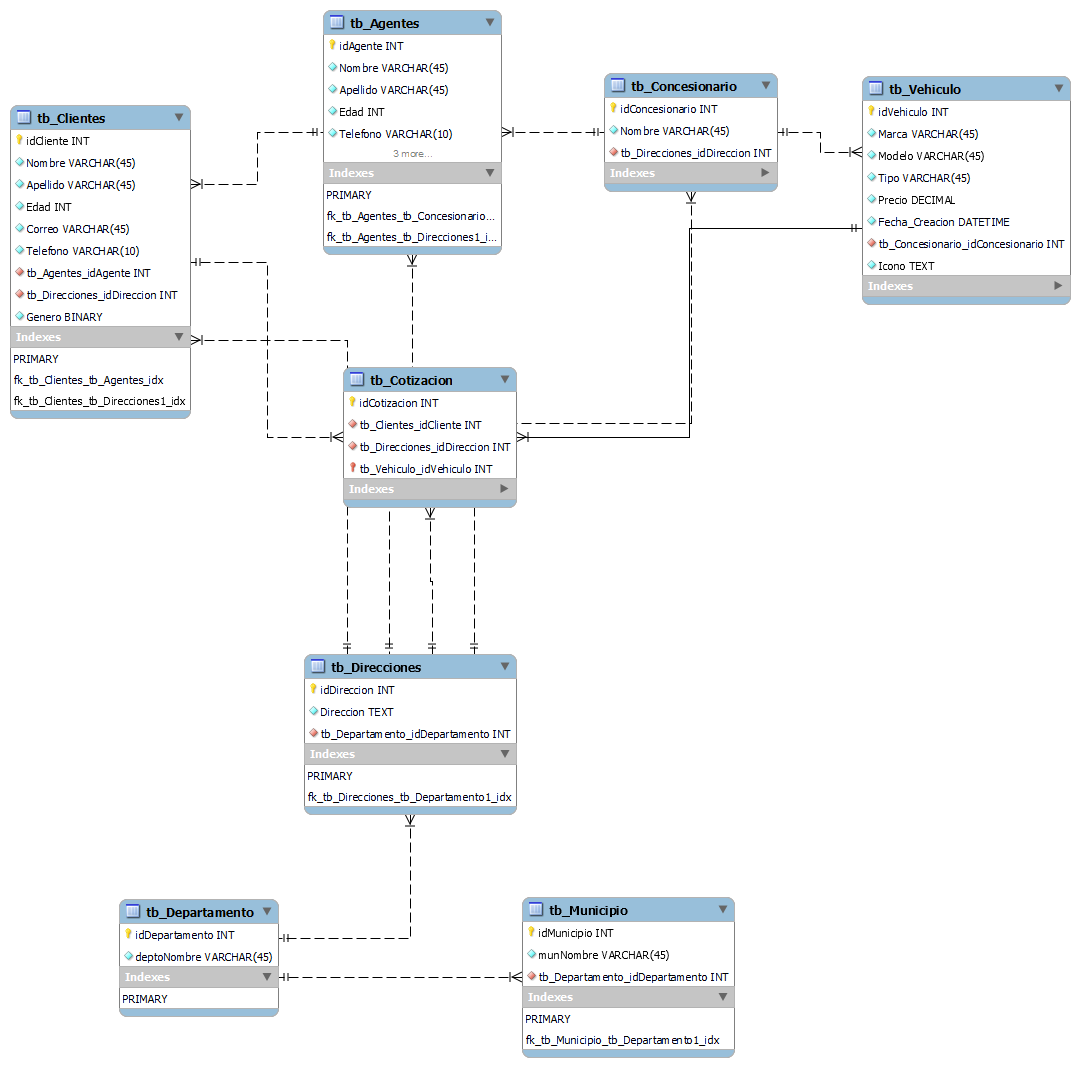 tb_Agentes
idAgente INT
Nombre VARCHAR(45)
Apellido VARCHAR(45)
Edad INT
Telefono VARCHAR(10)
3 more...
Indexes
PRIMARY
fk_tb_Agentes_tb_Concesionario...
fk_tb_Agentes_tb_Direcciones1_i...
tb_Concesionario
idConcesionario INT
Nombre VARCHAR(45)
tb_Direcciones_idDireccion INT
Indexes
tb_Vehiculo
idVehiculo INT
Marca VARCHAR(45)
Modelo VARCHAR(45)
Tipo VARCHAR(45)
Precio DECIMAL
Fecha_Creacion DATETIME
tb_Concesionario_idConcesionario INT
Icono TEXT
Indexes
tb_Clientes
idCliente INT
Nombre VARCHAR(45)
Apellido VARCHAR(45)
Edad INT
Correo VARCHAR(45)
Telefono VARCHAR(10)
tb_Agentes_idAgente INT
tb_Direcciones_idDireccion INT
Genero BINARY
Indexes
PRIMARY
fk_tb_Clientes_tb_Agentes_idx
fk_tb_Clientes_tb_Direcciones1_idx
tb_Cotizacion
idCotizacion INT
tb_Clientes_idCliente INT
tb_Direcciones_idDireccion INT
tb_Vehiculo_idVehiculo INT
Indexes
tb_Direcciones
idDireccion INT
Direccion TEXT
tb_Departamento_idDepartamento INT
Indexes
PRIMARY
fk_tb_Direcciones_tb_Departamento1_idx
tb_Departamento
idDepartamento INT
deptoNombre VARCHAR(45)
Indexes
PRIMARY
tb_Municipio
idMunicipio INT
munNombre VARCHAR(45)
tb_Departamento_idDepartamento INT
Indexes
PRIMARY
fk_tb_Municipio_tb_Departamento1_idx